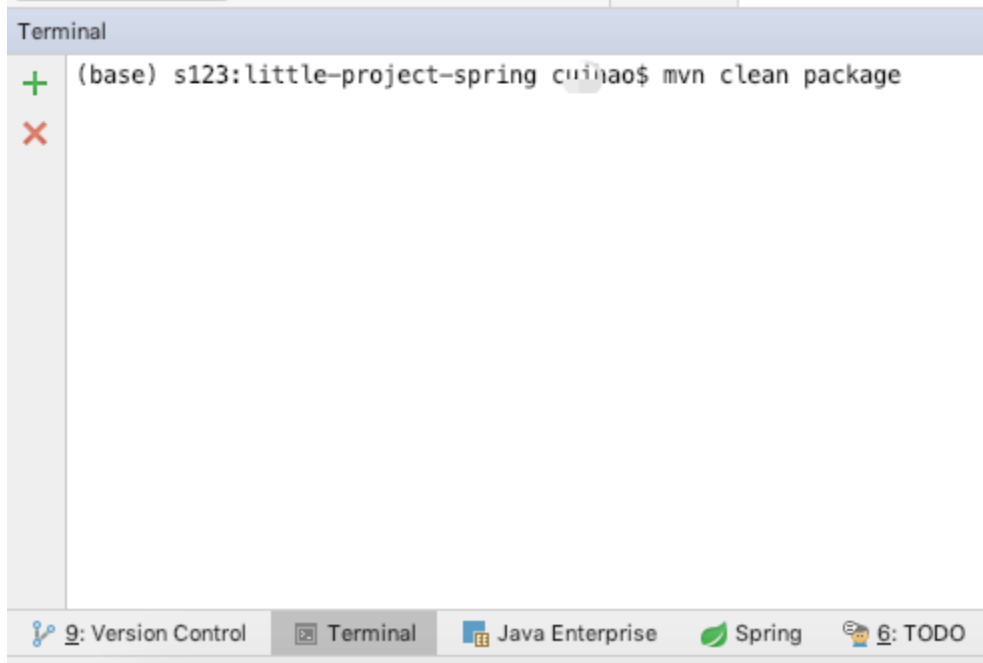 Terminal
(base) s123:little-project-spring $ mvn clean package
9: Version Control
Terminal
Java Enterprise
Spring
6: TODO